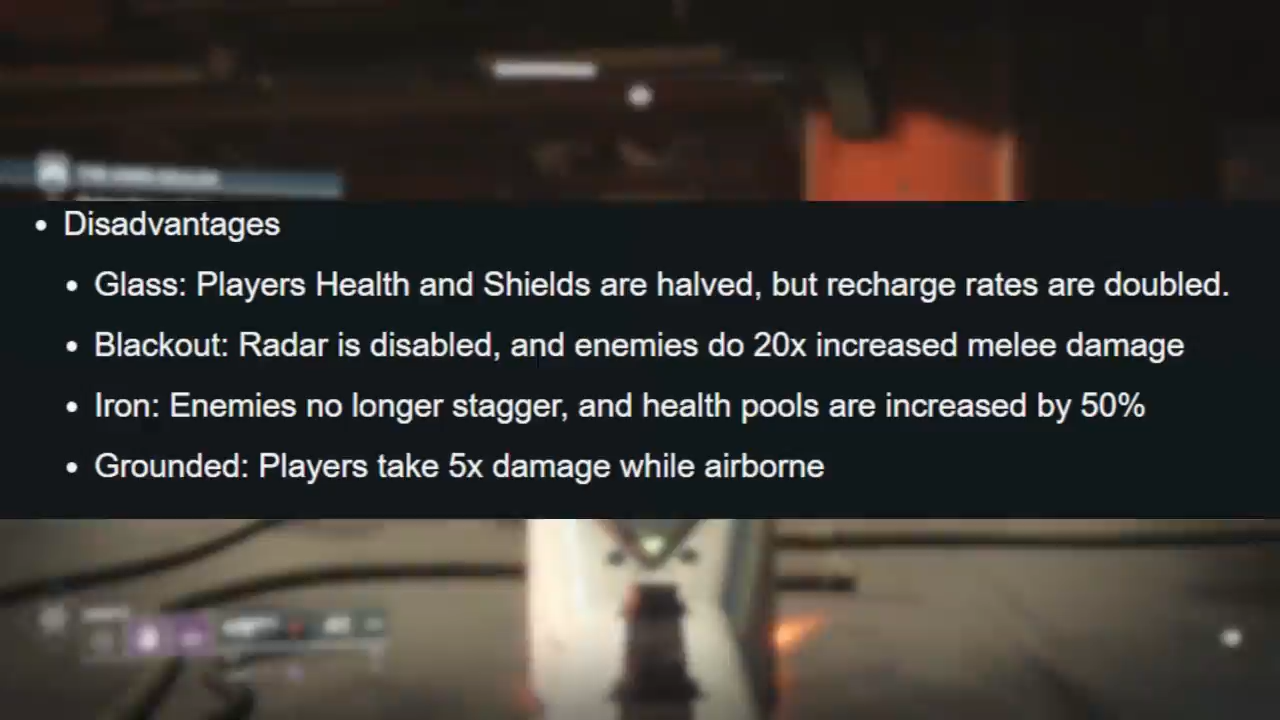 Disadvantages
Glass: Players Health and Shields are halved, but recharge rates are doubled.
Blackout: Radar is disabled, and enemies do 20x increased melee damage
Iron: Enemies no longer stagger, and health pools are increased by 50%
Grounded: Players take 5x damage while airborne